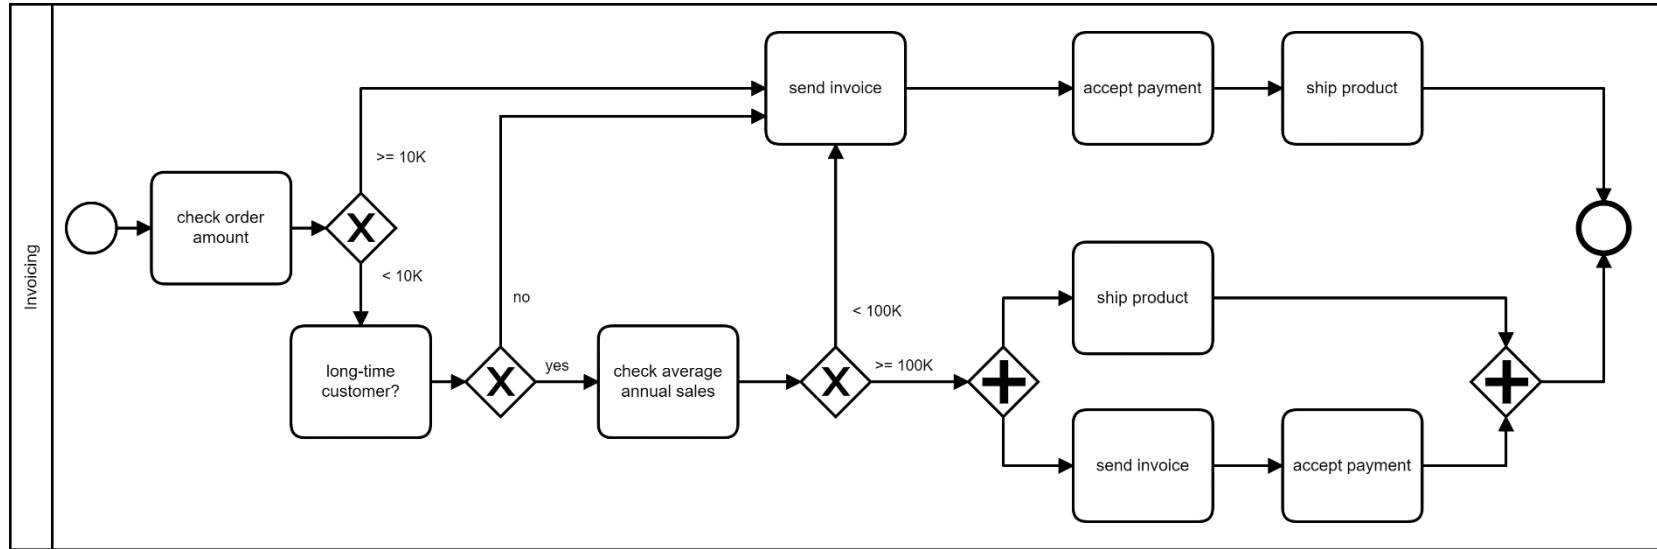 Invoicing
check order
amount
>= 10K
< 10K
long-time
customer?
no
yes
check average
annual sales
< 100K
>= 100K
send invoice
accept payment
ship product
ship product
send invoice
accept payment